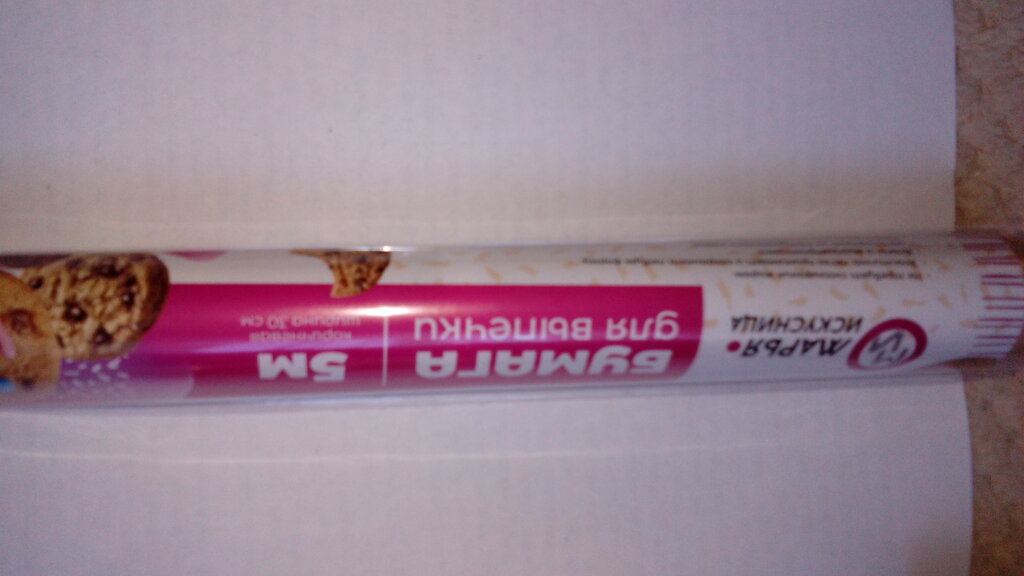 МАРЬЯ
ИСКУСНИЦА
БУМАГА
для выпечки
5М
коричневая
ширина 30 см